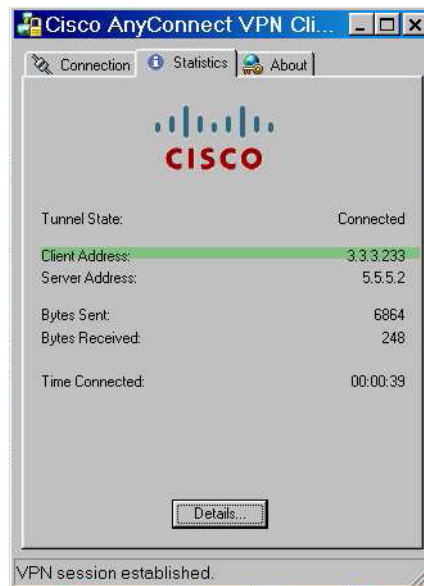 Cisco AnyConnect VPN Cli...
Connection Statistics About
CISCO
Tunnel State: Connected
Client Address: 3.3.3.233
Server Address: 5.5.5.2
Bytes Sent: 6864
Bytes Received: 248
Time Connected: 00:00:39
Details...
VPN session established.